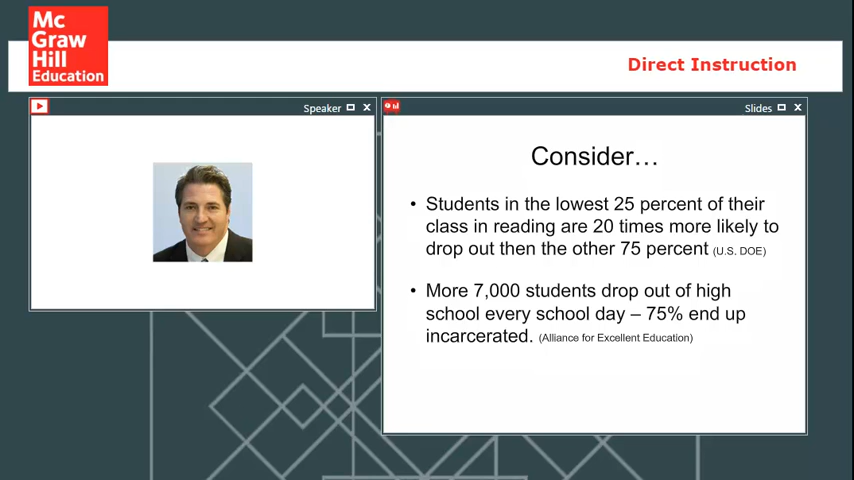 Mc
Graw
Hill
Education
Direct Instruction
Speaker
Slides
Consider…
• Students in the lowest 25 percent of their
class in reading are 20 times more likely to
drop out then the other 75 percent (U.S. DOE)
• More 7,000 students drop out of high
school every school day – 75% end up
incarcerated. (Alliance for Excellent Education)